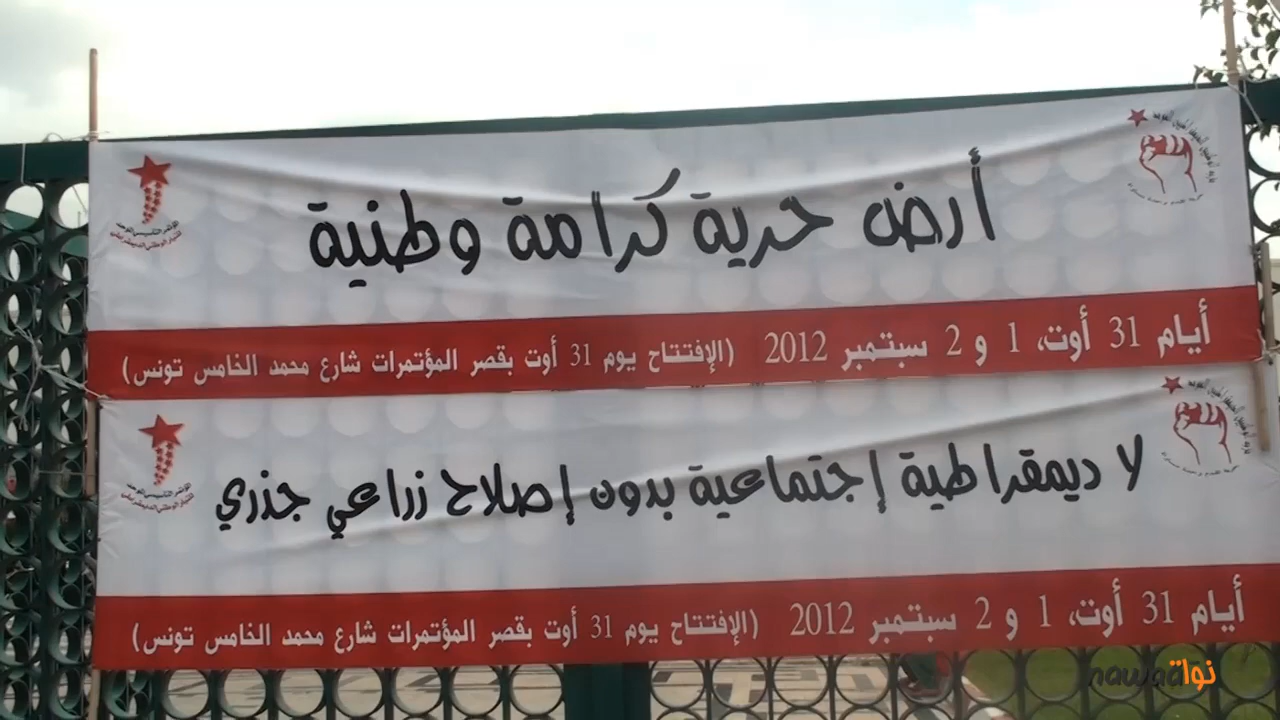 أرض حرية كرامة وطنية
أيام 31 أوت، 1 و 2 سبتمبر 2012 (الإفتتاح يوم 31 أوت بقصر المؤتمرات شارع محمد الخامس تونس)
لا ديمقراطية إجتماعية بدون إصلاح زراعي جذري
أيام 31 أوت، 1 و 2 سبتمبر 2012 (الإفتتاح يوم 31 أوت بقصر المؤتمرات شارع محمد الخامس تونس)
nawaat نواة